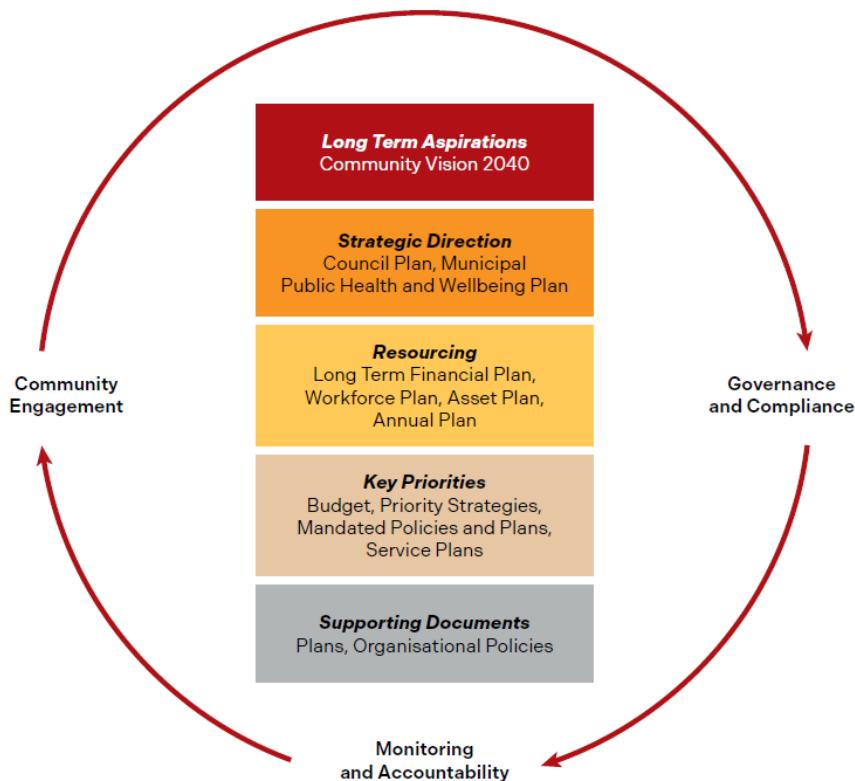 Long Term Aspirations
Community Vision 2040
Strategic Direction
Council Plan, Municipal
Public Health and Wellbeing Plan
Resourcing
Long Term Financial Plan,
Workforce Plan, Asset Plan,
Annual Plan
Community
Engagement
Governance
and Compliance
Key Priorities
Budget, Priority Strategies,
Mandated Policies and Plans,
Service Plans
Supporting Documents
Plans, Organisational Policies
Monitoring
and Accountability